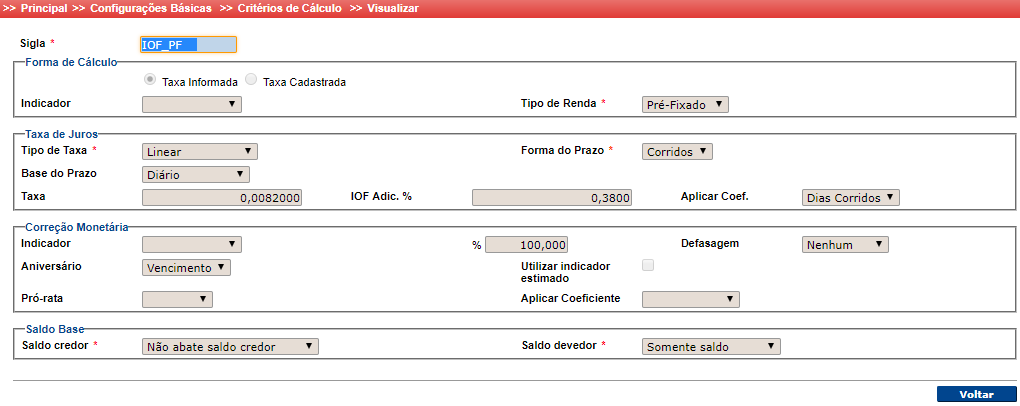 >> Principal >> Configurações Básicas >> Critérios de Cálculo >> Visualizar
Sigla * IOF_PF
Forma de Cálculo
Taxa Informada Taxa Cadastrada
Indicador Tipo de Renda * Pré-Fixado
Taxa de Juros
Tipo de Taxa * Linear Forma do Prazo * Corridos
Base do Prazo Diário
Taxa 0,0082000 IOF Adic. % 0,3800 Aplicar Coef. Dias Corridos
Correção Monetária
Indicador % 100,000 Defasagem Nenhum
Aniversário Vencimento Utilizar indicador
estimado
Pró-rata Aplicar Coeficiente
Saldo Base
Saldo credor * Não abate saldo credor Saldo devedor * Somente saldo
Voltar